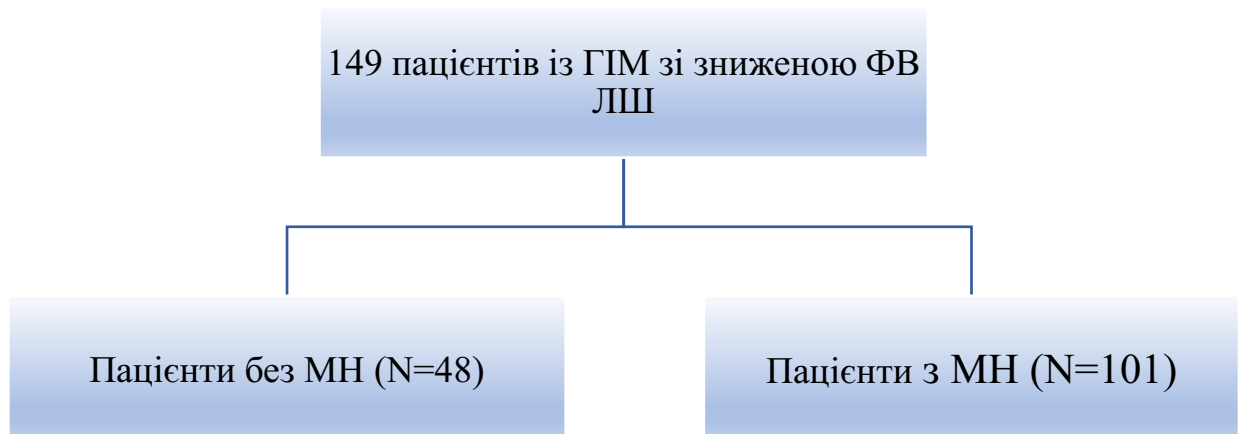 149 пацієнтів із ГІМ зі зниженою ФВ
ЛШ
Пацієнти без МН (N=48)
Пацієнти з МН (N=101)